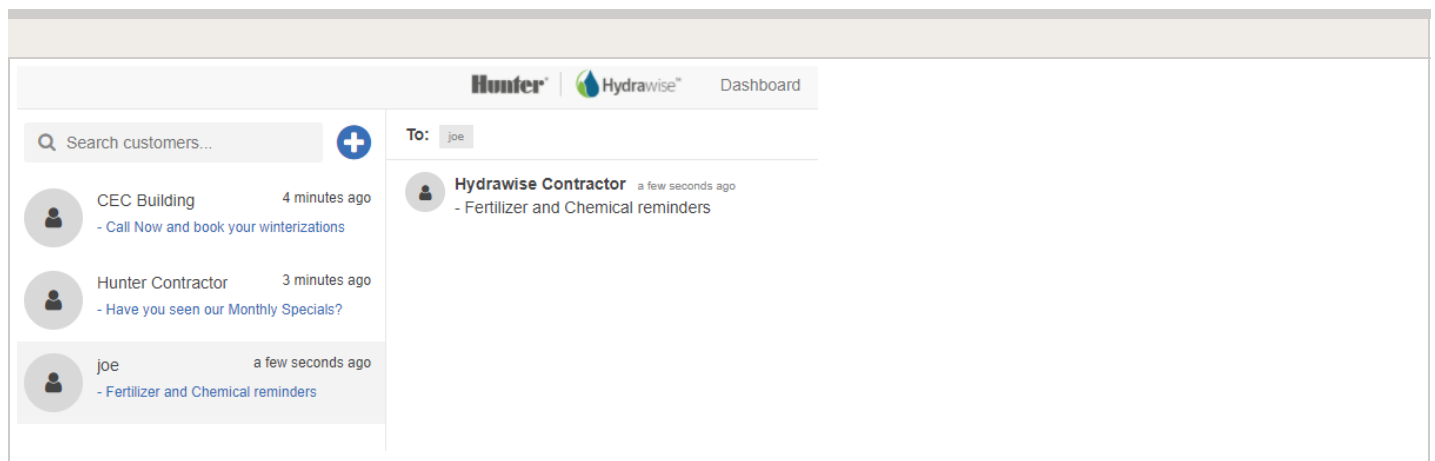 Hunter® Hydrawise™ Dashboard
Search customers...
To: joe
CEC Building 4 minutes ago
- Call Now and book your winterizations
Hunter Contractor 3 minutes ago
- Have you seen our Monthly Specials?
joe a few seconds ago
- Fertilizer and Chemical reminders
Hydrawise Contractor a few seconds ago
- Fertilizer and Chemical reminders